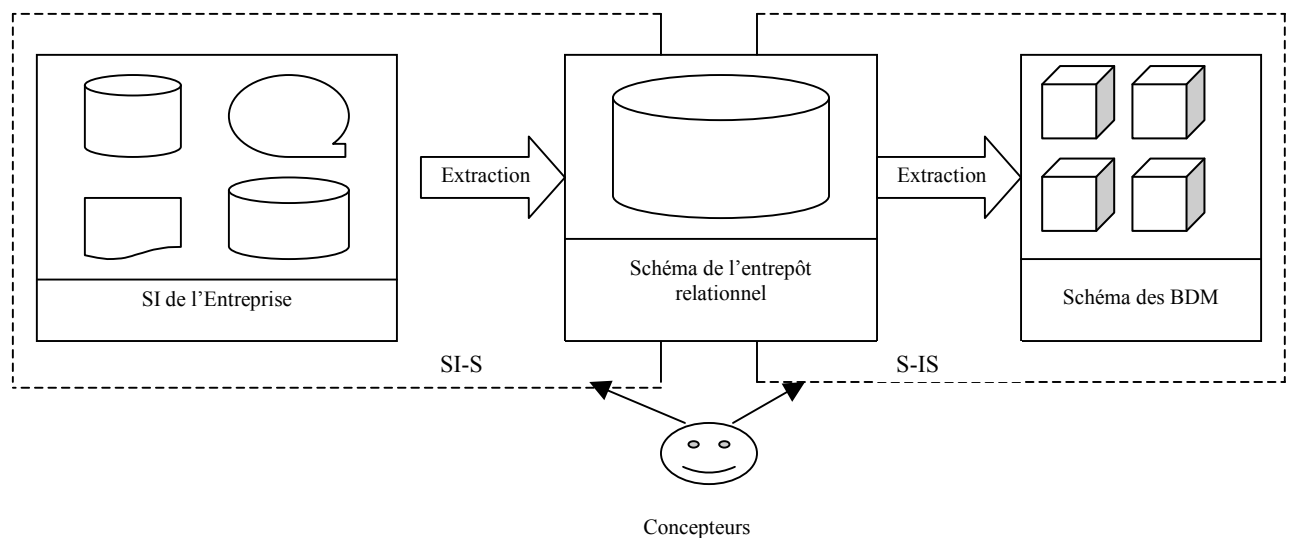 Extraction
Extraction
SI de l’Entreprise
Schéma de l’entrepôt
relationnel
Schéma des BDM
SI-S
S-IS
Concepteurs